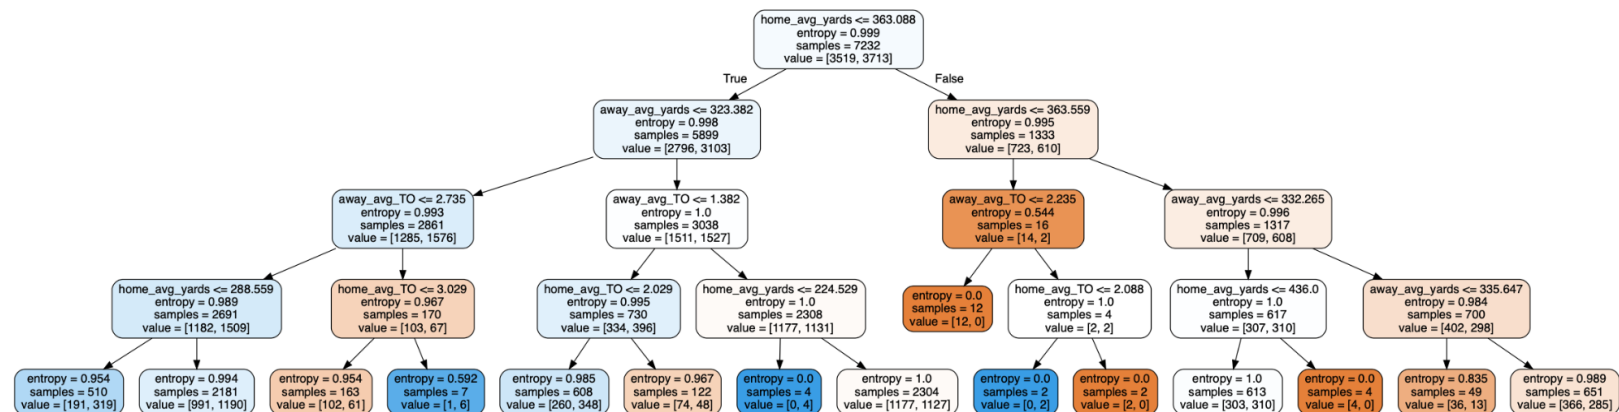 home_avg_yards <= 363.088
entropy = 0.999
samples = 7232
value = [3519, 3713]
True
False
away_avg_yards <= 323.382
entropy = 0.998
samples = 5899
value = [2796, 3103]
home_avg_yards <= 363.559
entropy = 0.995
samples = 1333
value = [723, 610]
away_avg_TO <= 2.735
entropy = 0.993
samples = 2861
value = [1285, 1576]
away_avg_TO <= 1.382
entropy = 1.0
samples = 3038
value = [1511, 1527]
away_avg_TO <= 2.235
entropy = 0.544
samples = 16
value = [14, 2]
away_avg_yards <= 332.265
entropy = 0.996
samples = 1317
value = [709, 608]
home_avg_yards <= 288.559
entropy = 0.989
samples = 2691
value = [1182, 1509]
home_avg_TO <= 3.029
entropy = 0.967
samples = 170
value = [103, 67]
home_avg_TO <= 2.029
entropy = 0.995
samples = 730
value = [334, 396]
home_avg_yards <= 224.529
entropy = 1.0
samples = 2308
value = [1177, 1131]
entropy = 0.0
samples = 12
value = [12, 0]
home_avg_TO <= 2.088
entropy = 1.0
samples = 4
value = [2, 2]
home_avg_yards <= 436.0
entropy = 1.0
samples = 617
value = [307, 310]
away_avg_yards <= 335.647
entropy = 0.984
samples = 700
value = [402, 298]
entropy = 0.954
samples = 510
value = [191, 319]
entropy = 0.994
samples = 2181
value = [991, 1190]
entropy = 0.954
samples = 163
value = [102, 61]
entropy = 0.592
samples = 7
value = [1, 6]
entropy = 0.985
samples = 608
value = [260, 348]
entropy = 0.967
samples = 122
value = [74, 48]
entropy = 0.0
samples = 4
value = [0, 4]
entropy = 1.0
samples = 2304
value = [1177, 1127]
entropy = 0.0
samples = 2
value = [0, 2]
entropy = 0.0
samples = 2
value = [2, 0]
entropy = 1.0
samples = 613
value = [303, 310]
entropy = 0.0
samples = 4
value = [4, 0]
entropy = 0.835
samples = 49
value = [36, 13]
entropy = 0.989
samples = 651
value = [366, 285]